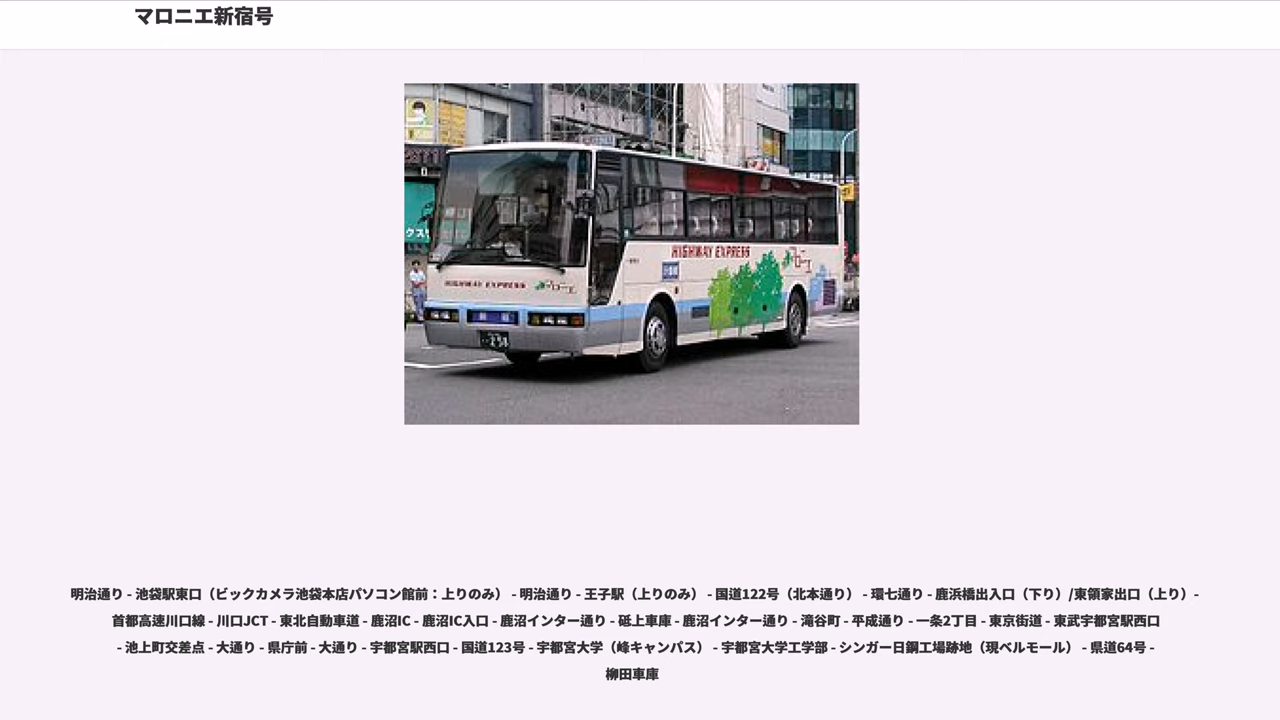 マロニエ新宿号
HIGHWAY EXPRESS
マロニエ
HIGHWAY EXPRESS
マロニエ
明治通り - 池袋駅東口（ビックカメラ池袋本店パソコン館前：上りのみ） - 明治通り - 王子駅（上りのみ） - 国道122号（北本通り） - 環七通り - 鹿浜橋出入口（下り）/東領家出口（上り）-
首都高速川口線 - 川口JCT - 東北自動車道 - 鹿沼IC - 鹿沼IC入口 - 鹿沼インター通り - 砥上車庫 - 鹿沼インター通り - 滝谷町 - 平成通り - 一条2丁目 - 東京街道 - 東武宇都宮駅西口
- 池上町交差点 - 大通り - 県庁前 - 大通り - 宇都宮駅西口 - 国道123号 - 宇都宮大学（峰キャンパス） - 宇都宮大学工学部 - シンガー日鋼工場跡地（現ベルモール） - 県道64号 -
柳田車庫